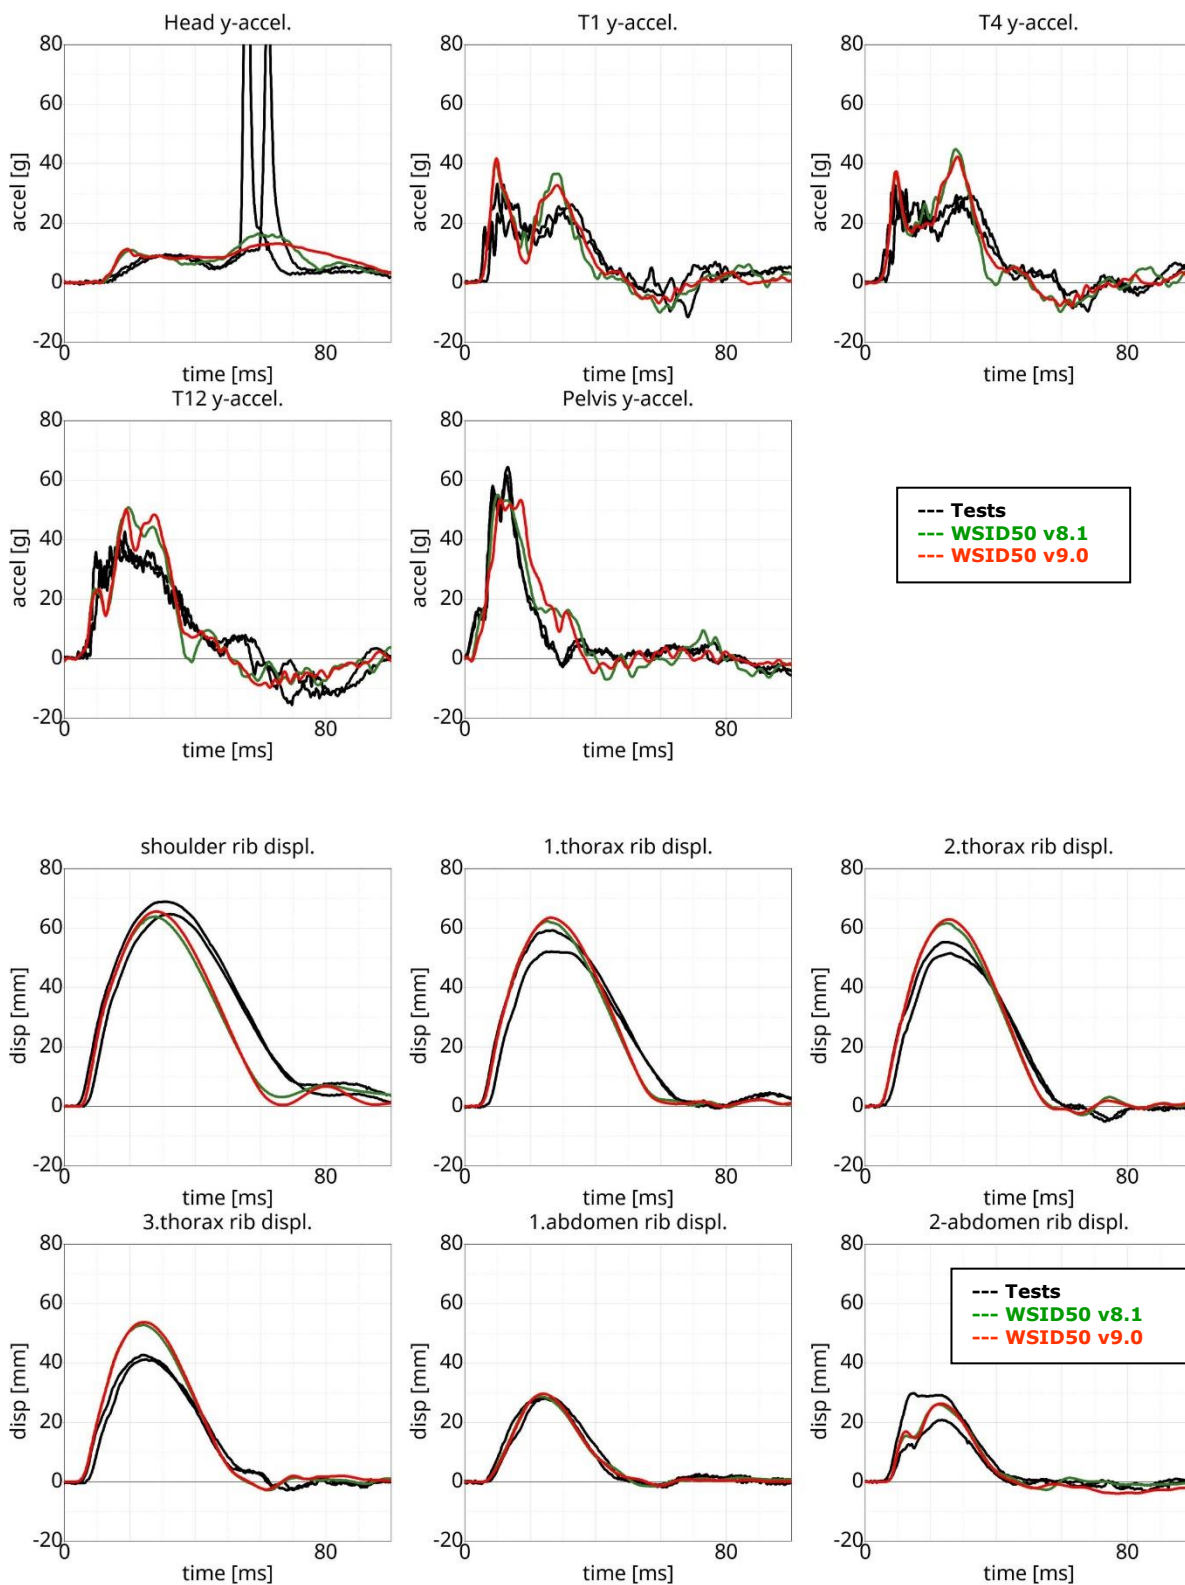 Head y-accel.
T1 y-accel.
T4 y-accel.
80
60
40
20
0
-20
accel [g]
0
80
time [ms]
80
60
40
20
0
-20
accel [g]
0
80
time [ms]
80
60
40
20
0
-20
accel [g]
0
80
time [ms]
T12 y-accel.
Pelvis y-accel.
80
60
40
20
0
-20
accel [g]
0
80
time [ms]
80
60
40
20
0
-20
accel [g]
0
80
time [ms]
--- Tests
--- WSID50 v8.1
--- WSID50 v9.0
shoulder rib displ.
1.thorax rib displ.
2.thorax rib displ.
80
60
40
20
0
-20
disp [mm]
0
80
time [ms]
80
60
40
20
0
-20
disp [mm]
0
80
time [ms]
80
60
40
20
0
-20
disp [mm]
0
80
time [ms]
3.thorax rib displ.
1.abdomen rib displ.
2-abdomen rib displ.
80
60
40
20
0
-20
disp [mm]
0
80
time [ms]
80
60
40
20
0
-20
disp [mm]
0
80
time [ms]
80
60
40
20
0
-20
disp [mm]
0
80
time [ms]
--- Tests
--- WSID50 v8.1
--- WSID50 v9.0